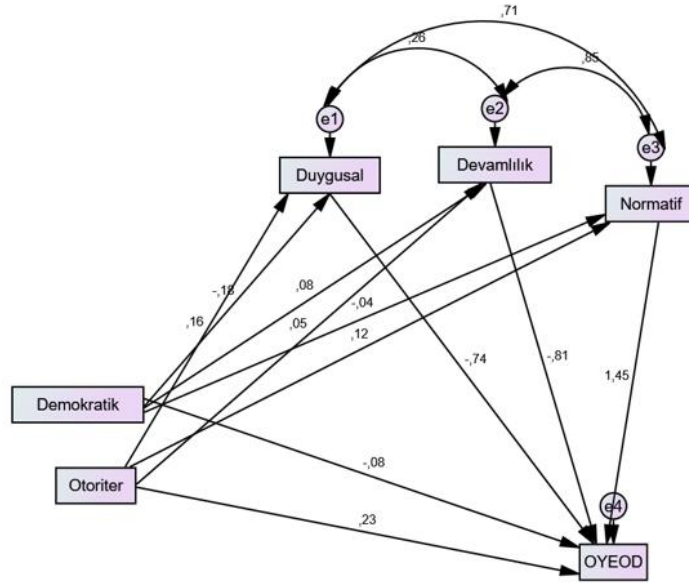 ,71
,26
,85
e1
e2
e3
Duygusal
Devamlılık
Normatif
-,18
,08
-,04
,16
,05
,12
-,74
-,81
1,45
Demokratik
-,08
Otoriter
,23
e4
OYEOD